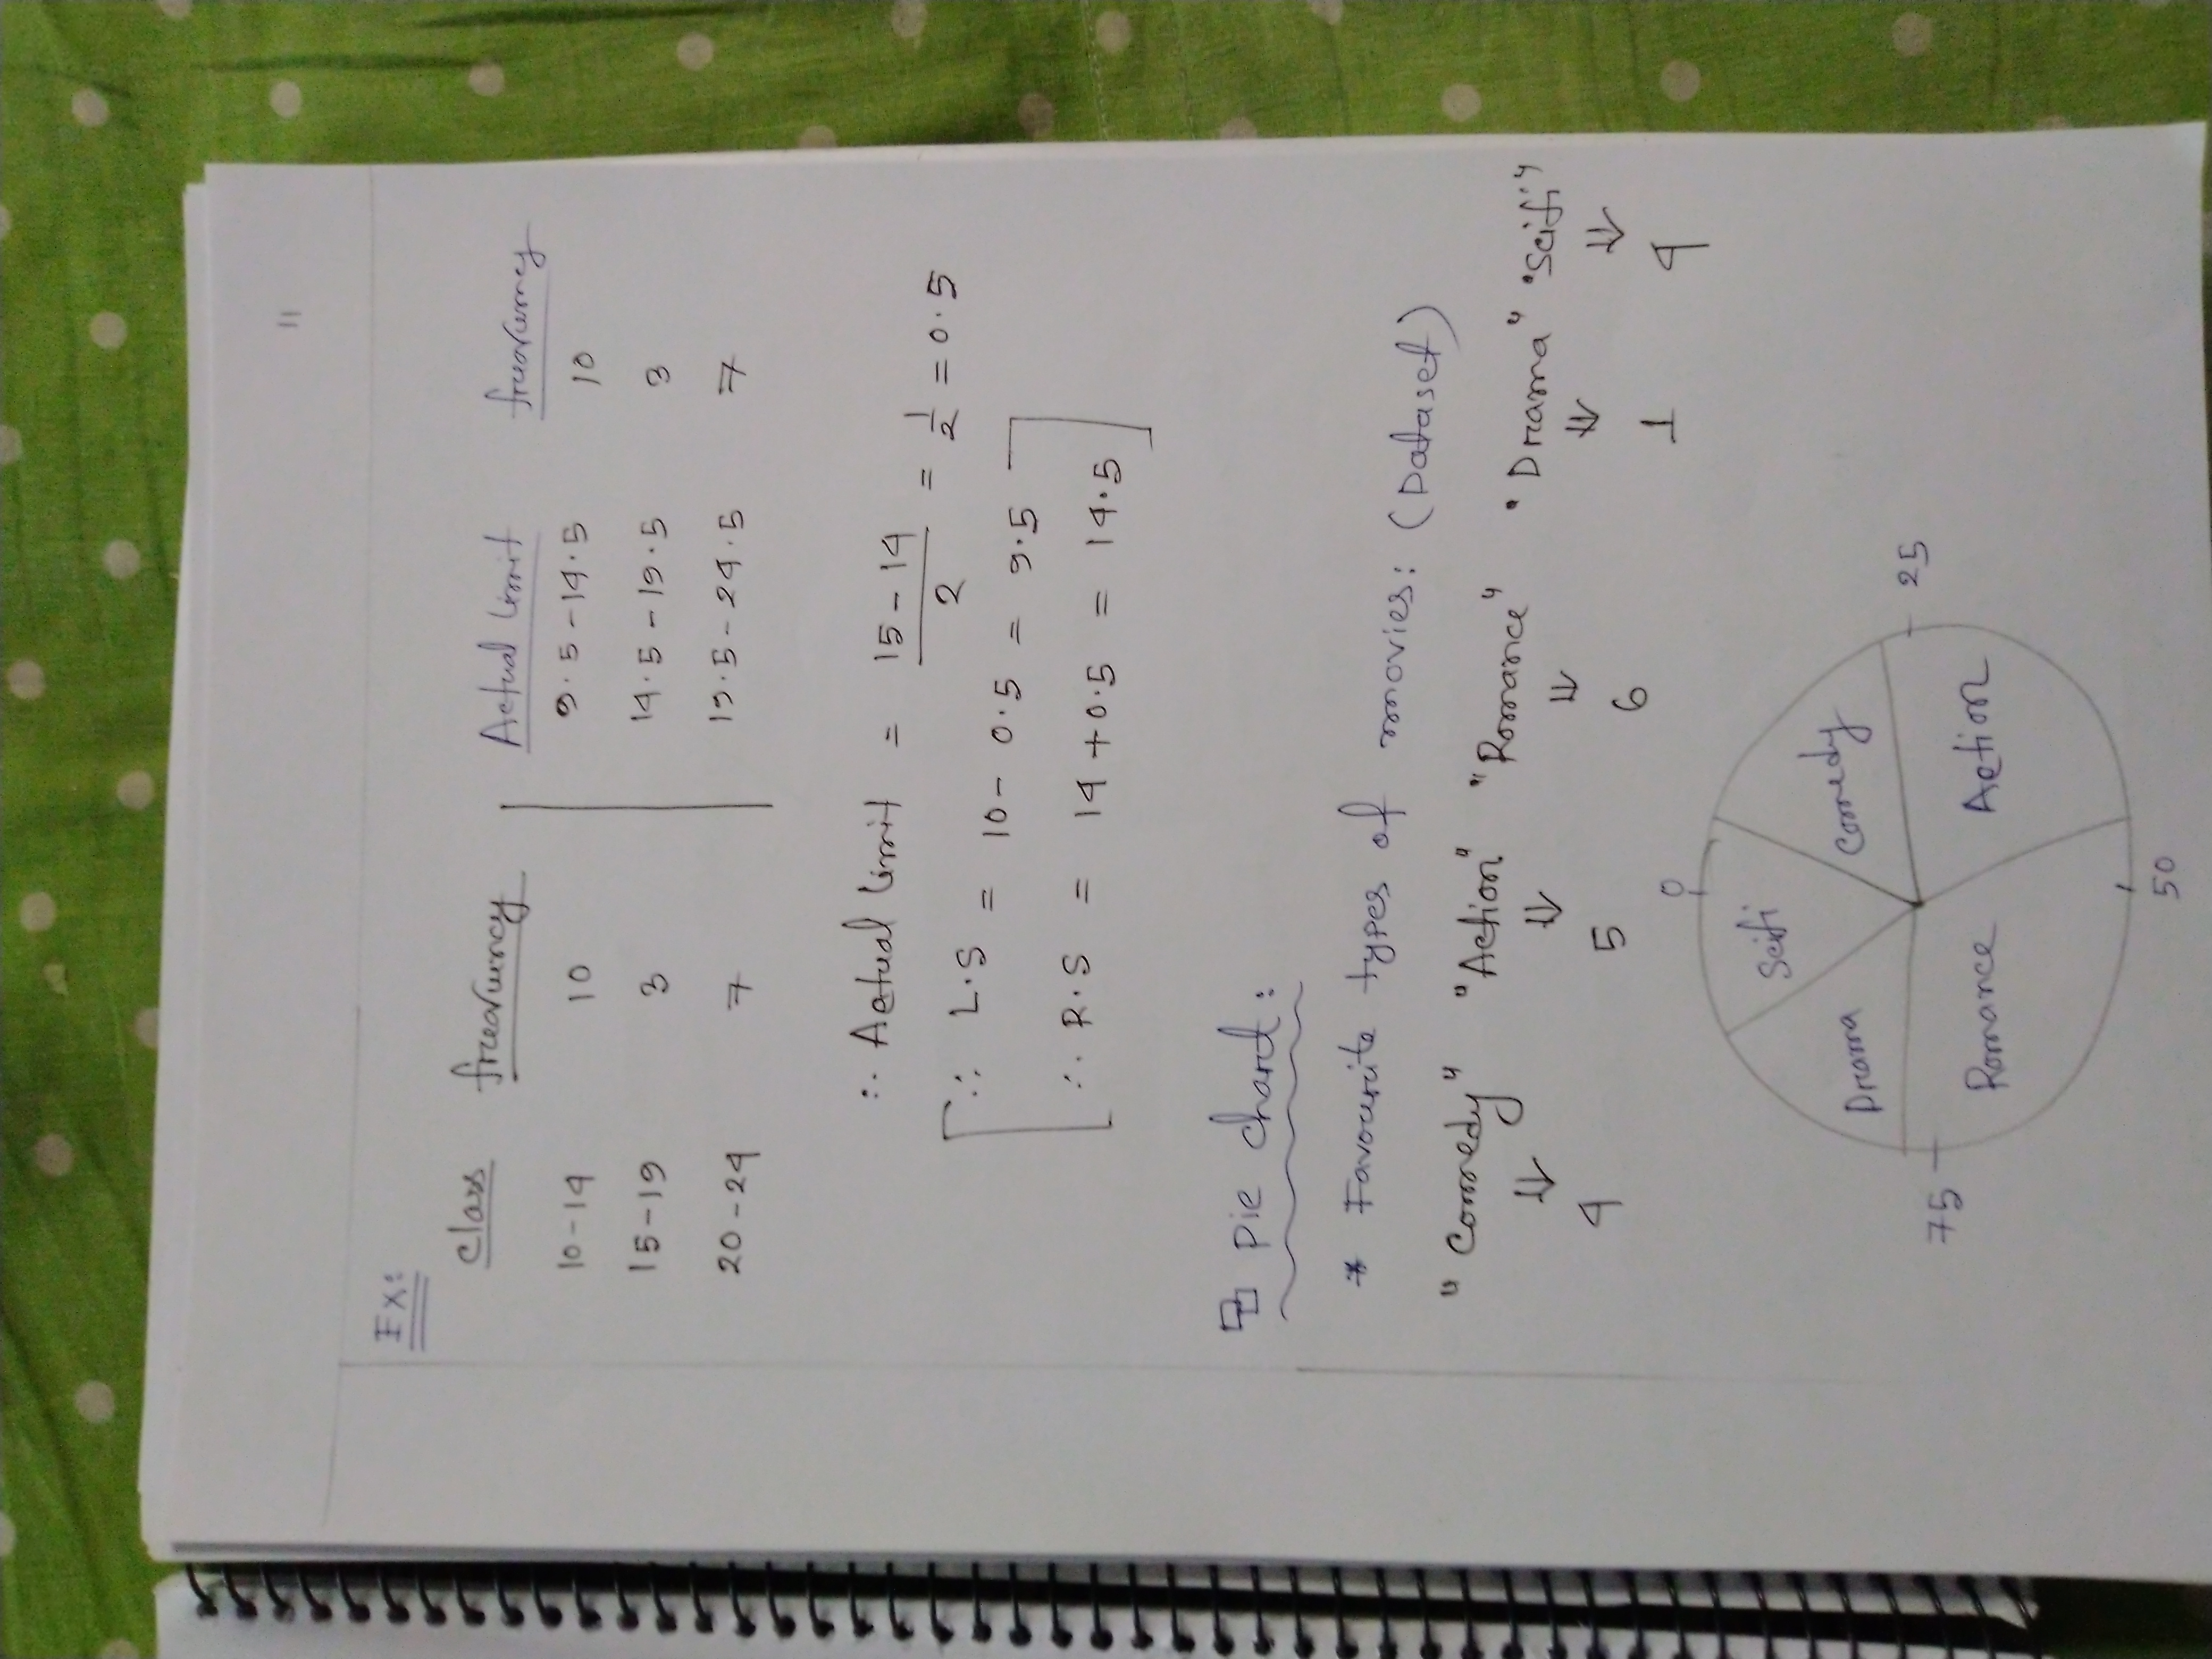 11
Ex:
class frequency Actual limit frequency
10-14 10 9.5-14.5 10
15-19 3 14.5-19.5 3
20-24 7 19.5-24.5 7
∴ Actual limit = 15-14/2 = 1/2 = 0.5
∴ L.S = 10-0.5 = 9.5
∴ R.S = 14+0.5 = 14.5
Pie chart:
* Favourite types of movies: (Dataset)
"Comedy" "Action" "Romance" "Drama" "Scifi"
⇓ ⇓ ⇓ ⇓ ⇓
4 5 6 1 4
0
Scifi Comedy
Drama
75 25
Romance Action
50